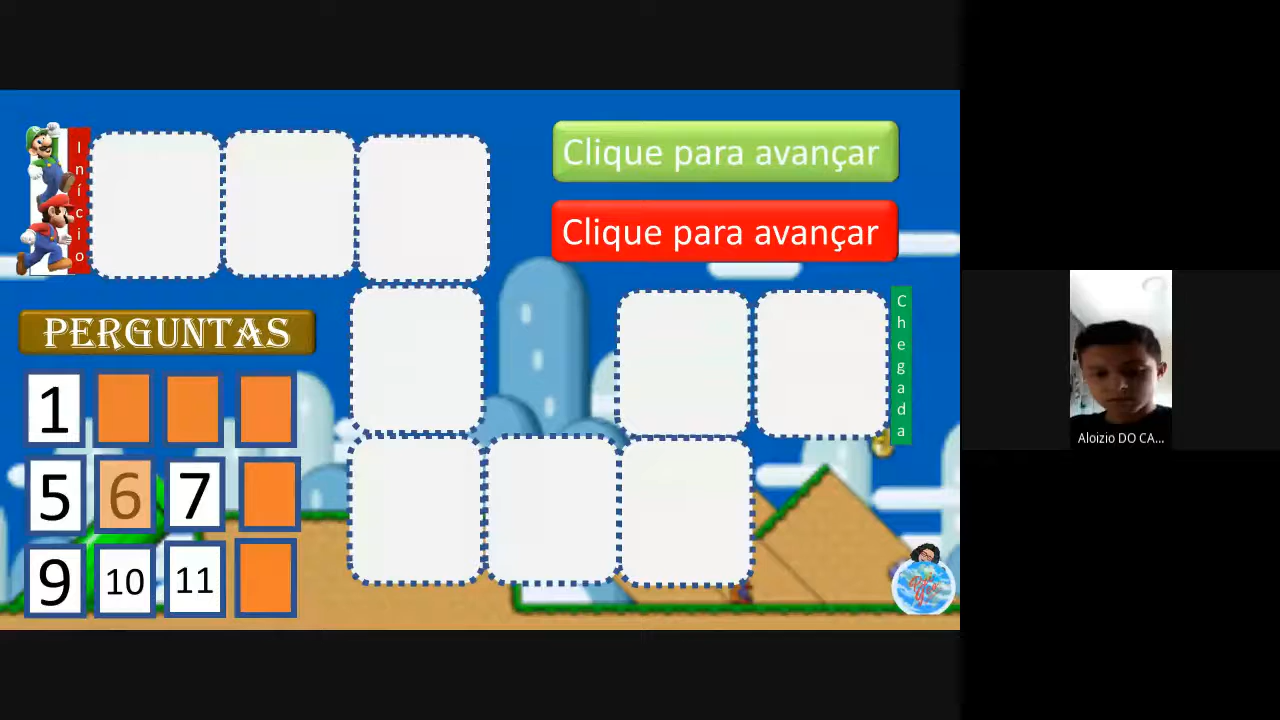 Início
Clique para avançar
Clique para avançar
Chegada
PERGUNTAS
1
5 6 7
9 10 11
Aloizio DO CA...